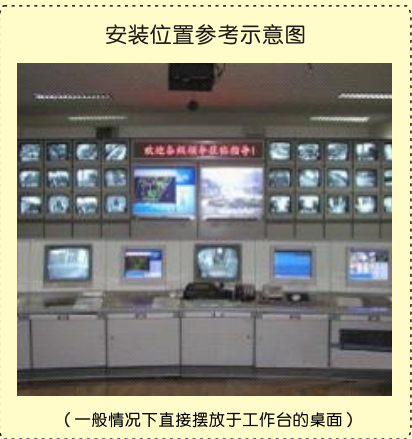 安装位置参考示意图
欢迎各级领导莅临指导！
（一般情况下直接摆放于工作台的桌面）